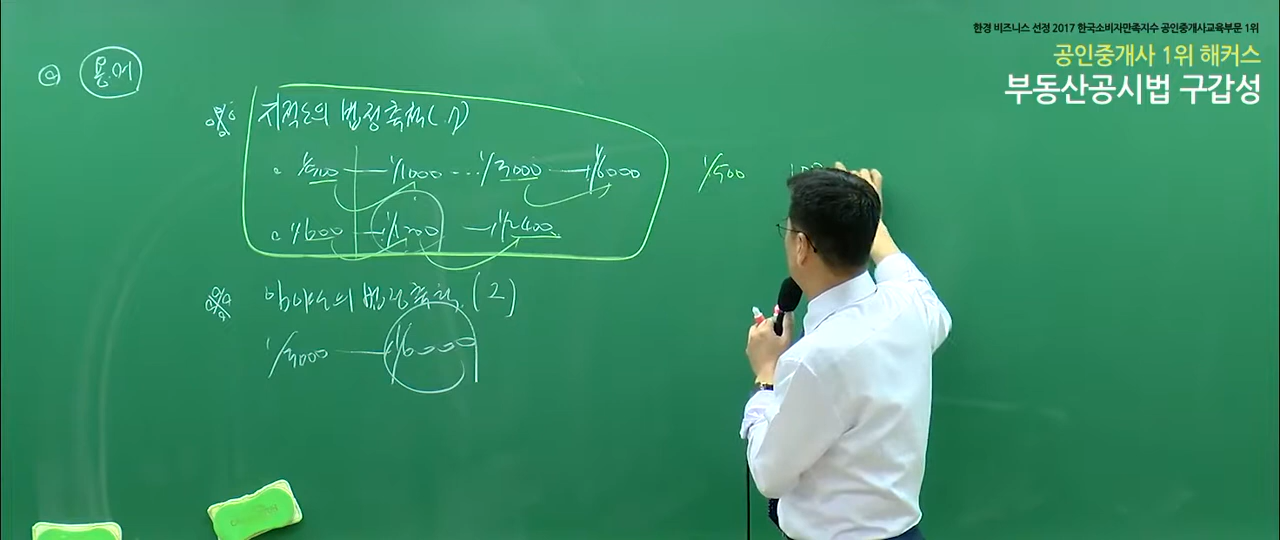 한경 비즈니스 선정 2017 한국소비자만족지수 공인중개사교육부문 1위
공인중개사 1위 해커스
부동산공시법 구갑성
ⓐ 용어
지적도의 법정축척(7)
1/500 1/1000 ... 1/3000 1/6000
1/600 1/1200 1/2400
임야도의 법정축척 (2)
1/3000 1/6000
1/500